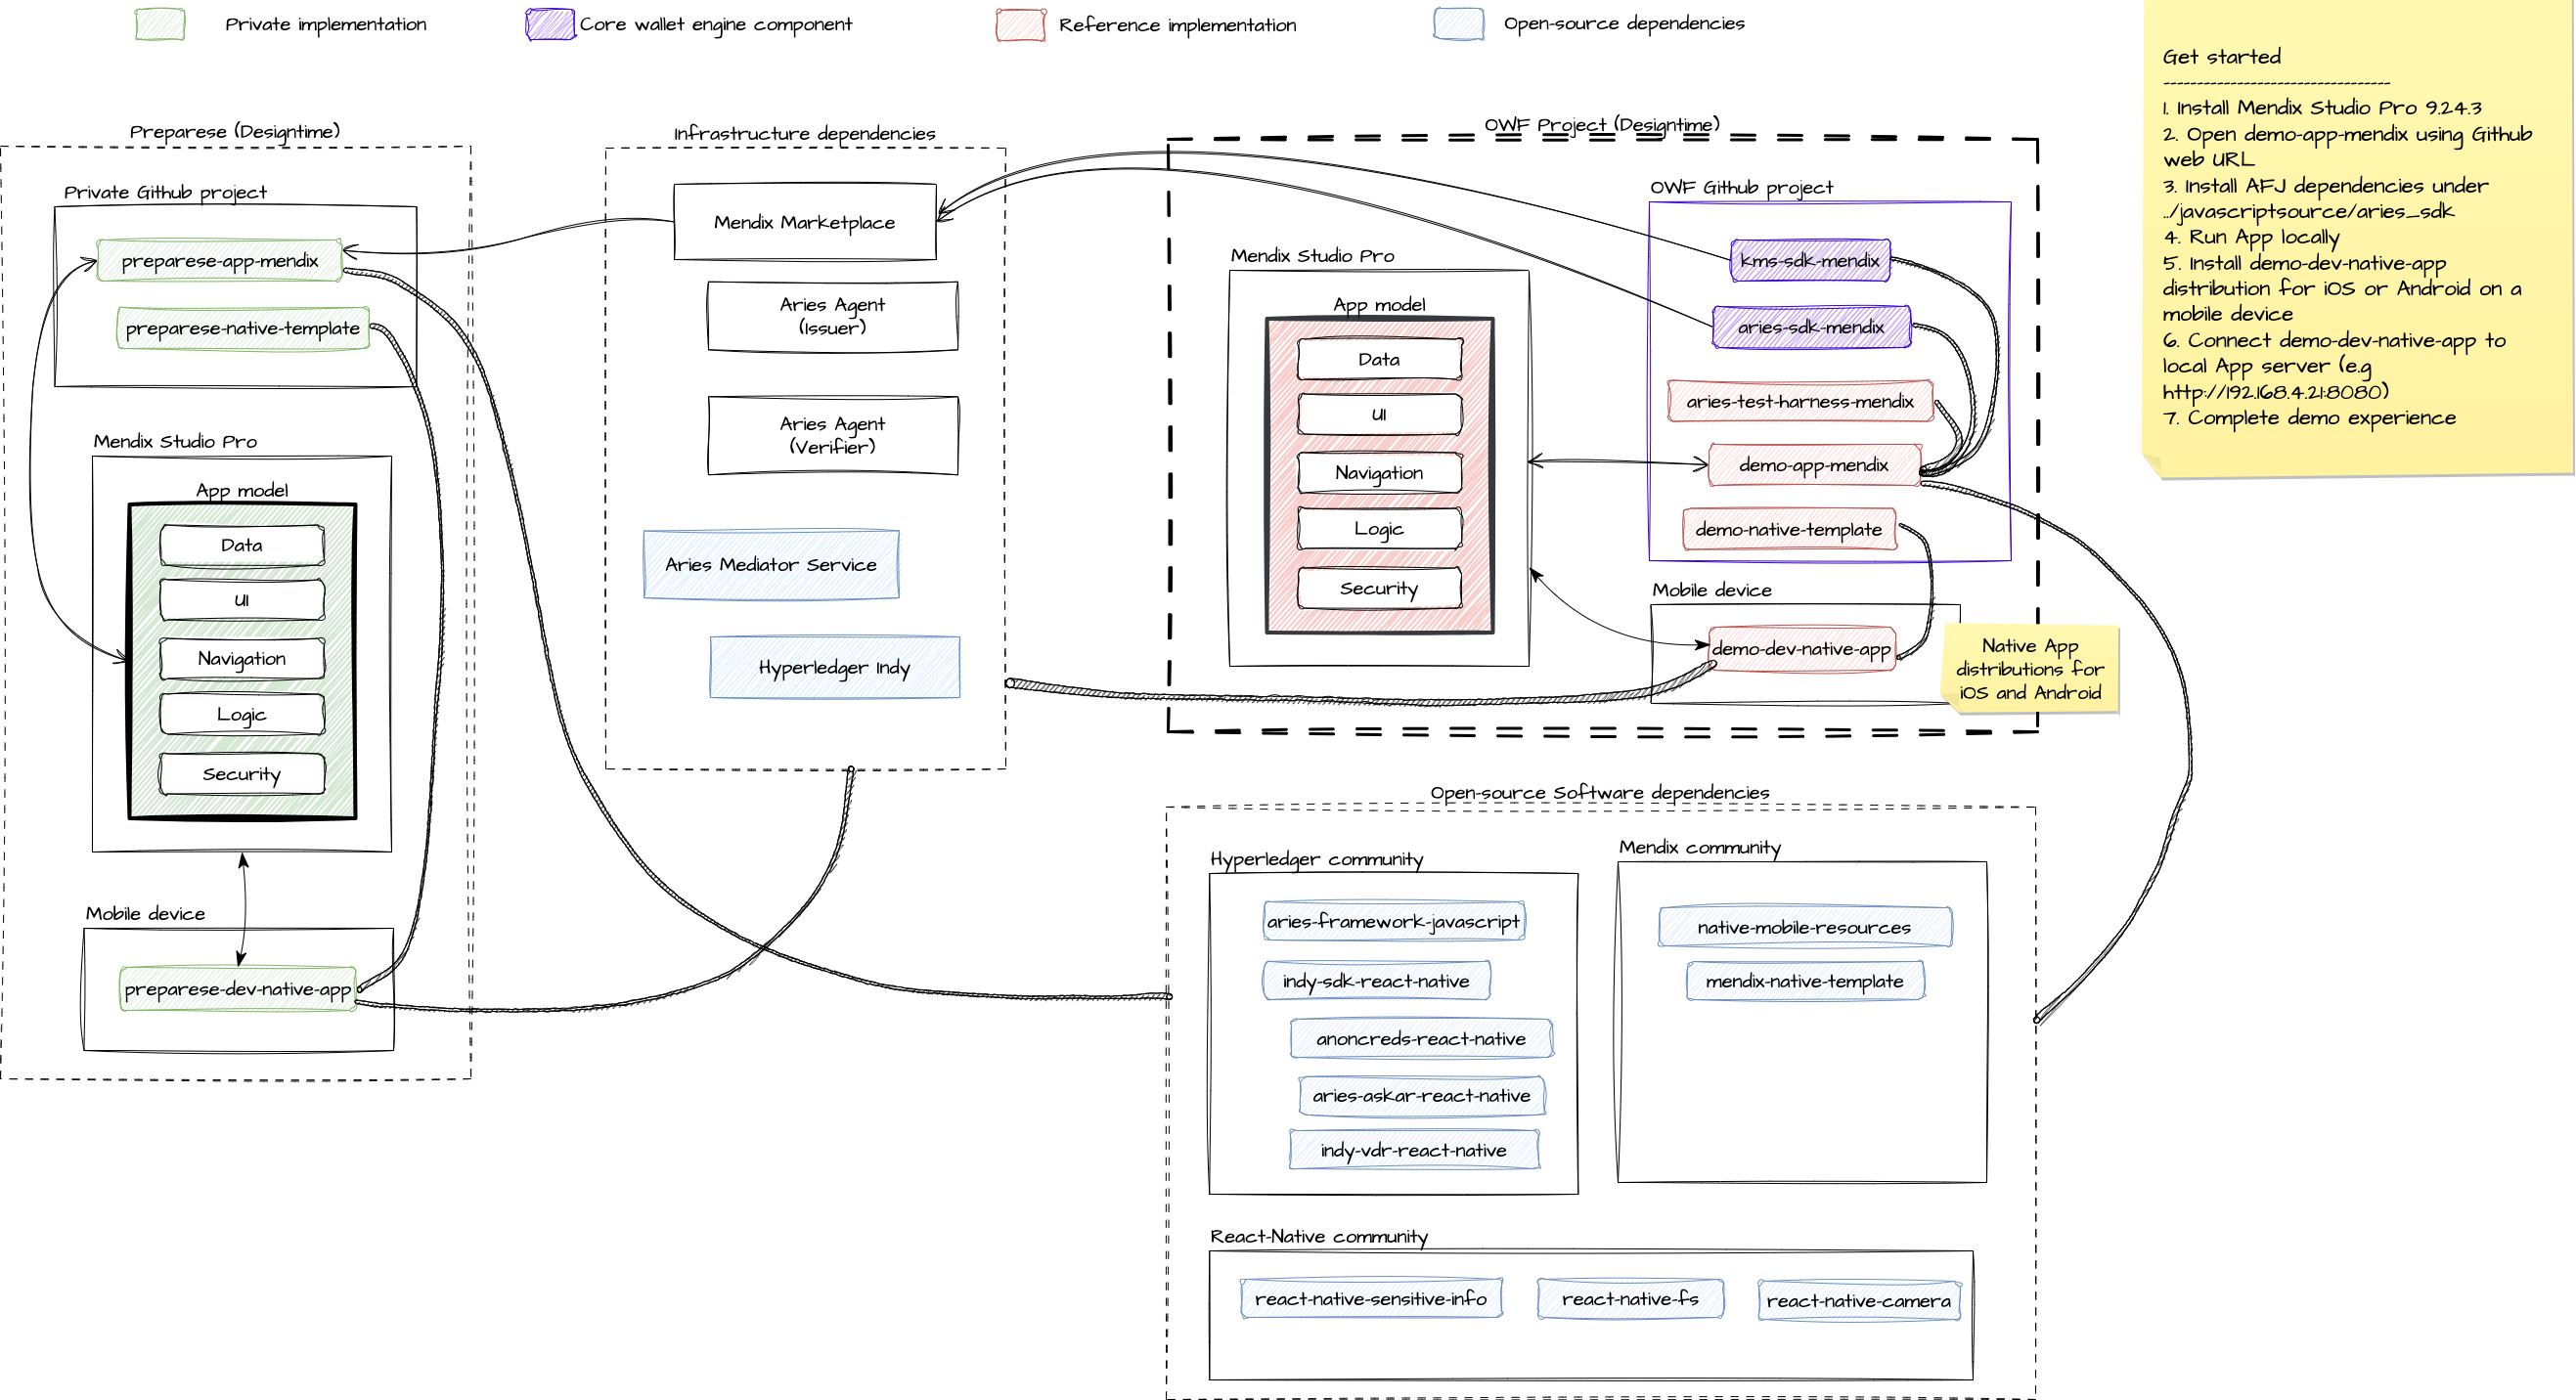 Private implementation
Core wallet engine component
Reference implementation
Open-source dependencies
Preparese (Designtime)
Private Github project
preparese-app-mendix
preparese-native-template
Mendix Studio Pro
App model
Data
UI
Navigation
Logic
Security
Mobile device
preparese-dev-native-app
Infrastructure dependencies
Mendix Marketplace
Aries Agent
(Issuer)
Aries Agent
(Verifier)
Aries Mediator Service
Hyperledger Indy
OWF Project (Designtime)
Mendix Studio Pro
App model
Data
UI
Navigation
Logic
Security
OWF Github project
kms-sdk-mendix
aries-sdk-mendix
aries-test-harness-mendix
demo-app-mendix
demo-native-template
Mobile device
demo-dev-native-app
Native App
distributions for
iOS and Android
Open-source Software dependencies
Hyperledger community
aries-framework-javascript
indy-sdk-react-native
anoncreds-react-native
aries-askar-react-native
indy-vdr-react-native
Mendix community
native-mobile-resources
mendix-native-template
React-Native community
react-native-sensitive-info
react-native-fs
react-native-camera
Get started
----------------------------------
1. Install Mendix Studio Pro 9.24.3
2. Open demo-app-mendix using Github
web URL
3. Install AFJ dependencies under
../javascriptsource/aries_sdk
4. Run App locally
5. Install demo-dev-native-app
distribution for iOS or Android on a
mobile device
6. Connect demo-dev-native-app to
local App server (e.g
http://192.168.4.21:8080)
7. Complete demo experience